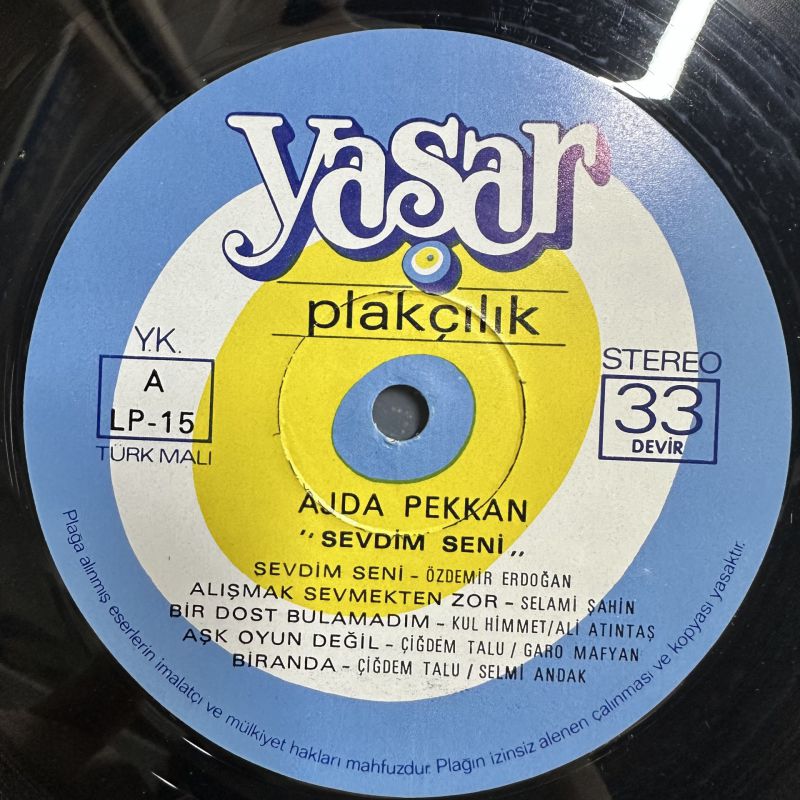 yaşar
plakçılık
Y.K.
A
LP-15
TÜRK MALI
STEREO
33
DEVİR
AJDA PEKKAN
"SEVDİM SENİ„
SEVDİM SENİ - ÖZDEMİR ERDOĞAN
ALIŞMAK SEVMEKTEN ZOR - SELAMİ ŞAHİN
BİR DOST BULAMADIM - KUL HİMMET/ALİ ATINTAŞ
AŞK OYUN DEĞİL - ÇİĞDEM TALU / GARO MAFYAN
BİRANDA - ÇİĞDEM TALU / SELMİ ANDAK
Plağa alınmış eserlerin imalatçı ve mülkiyet hakları mahfuzdur. Plağın izinsiz alenen çalınması ve kopyası yasaktır.